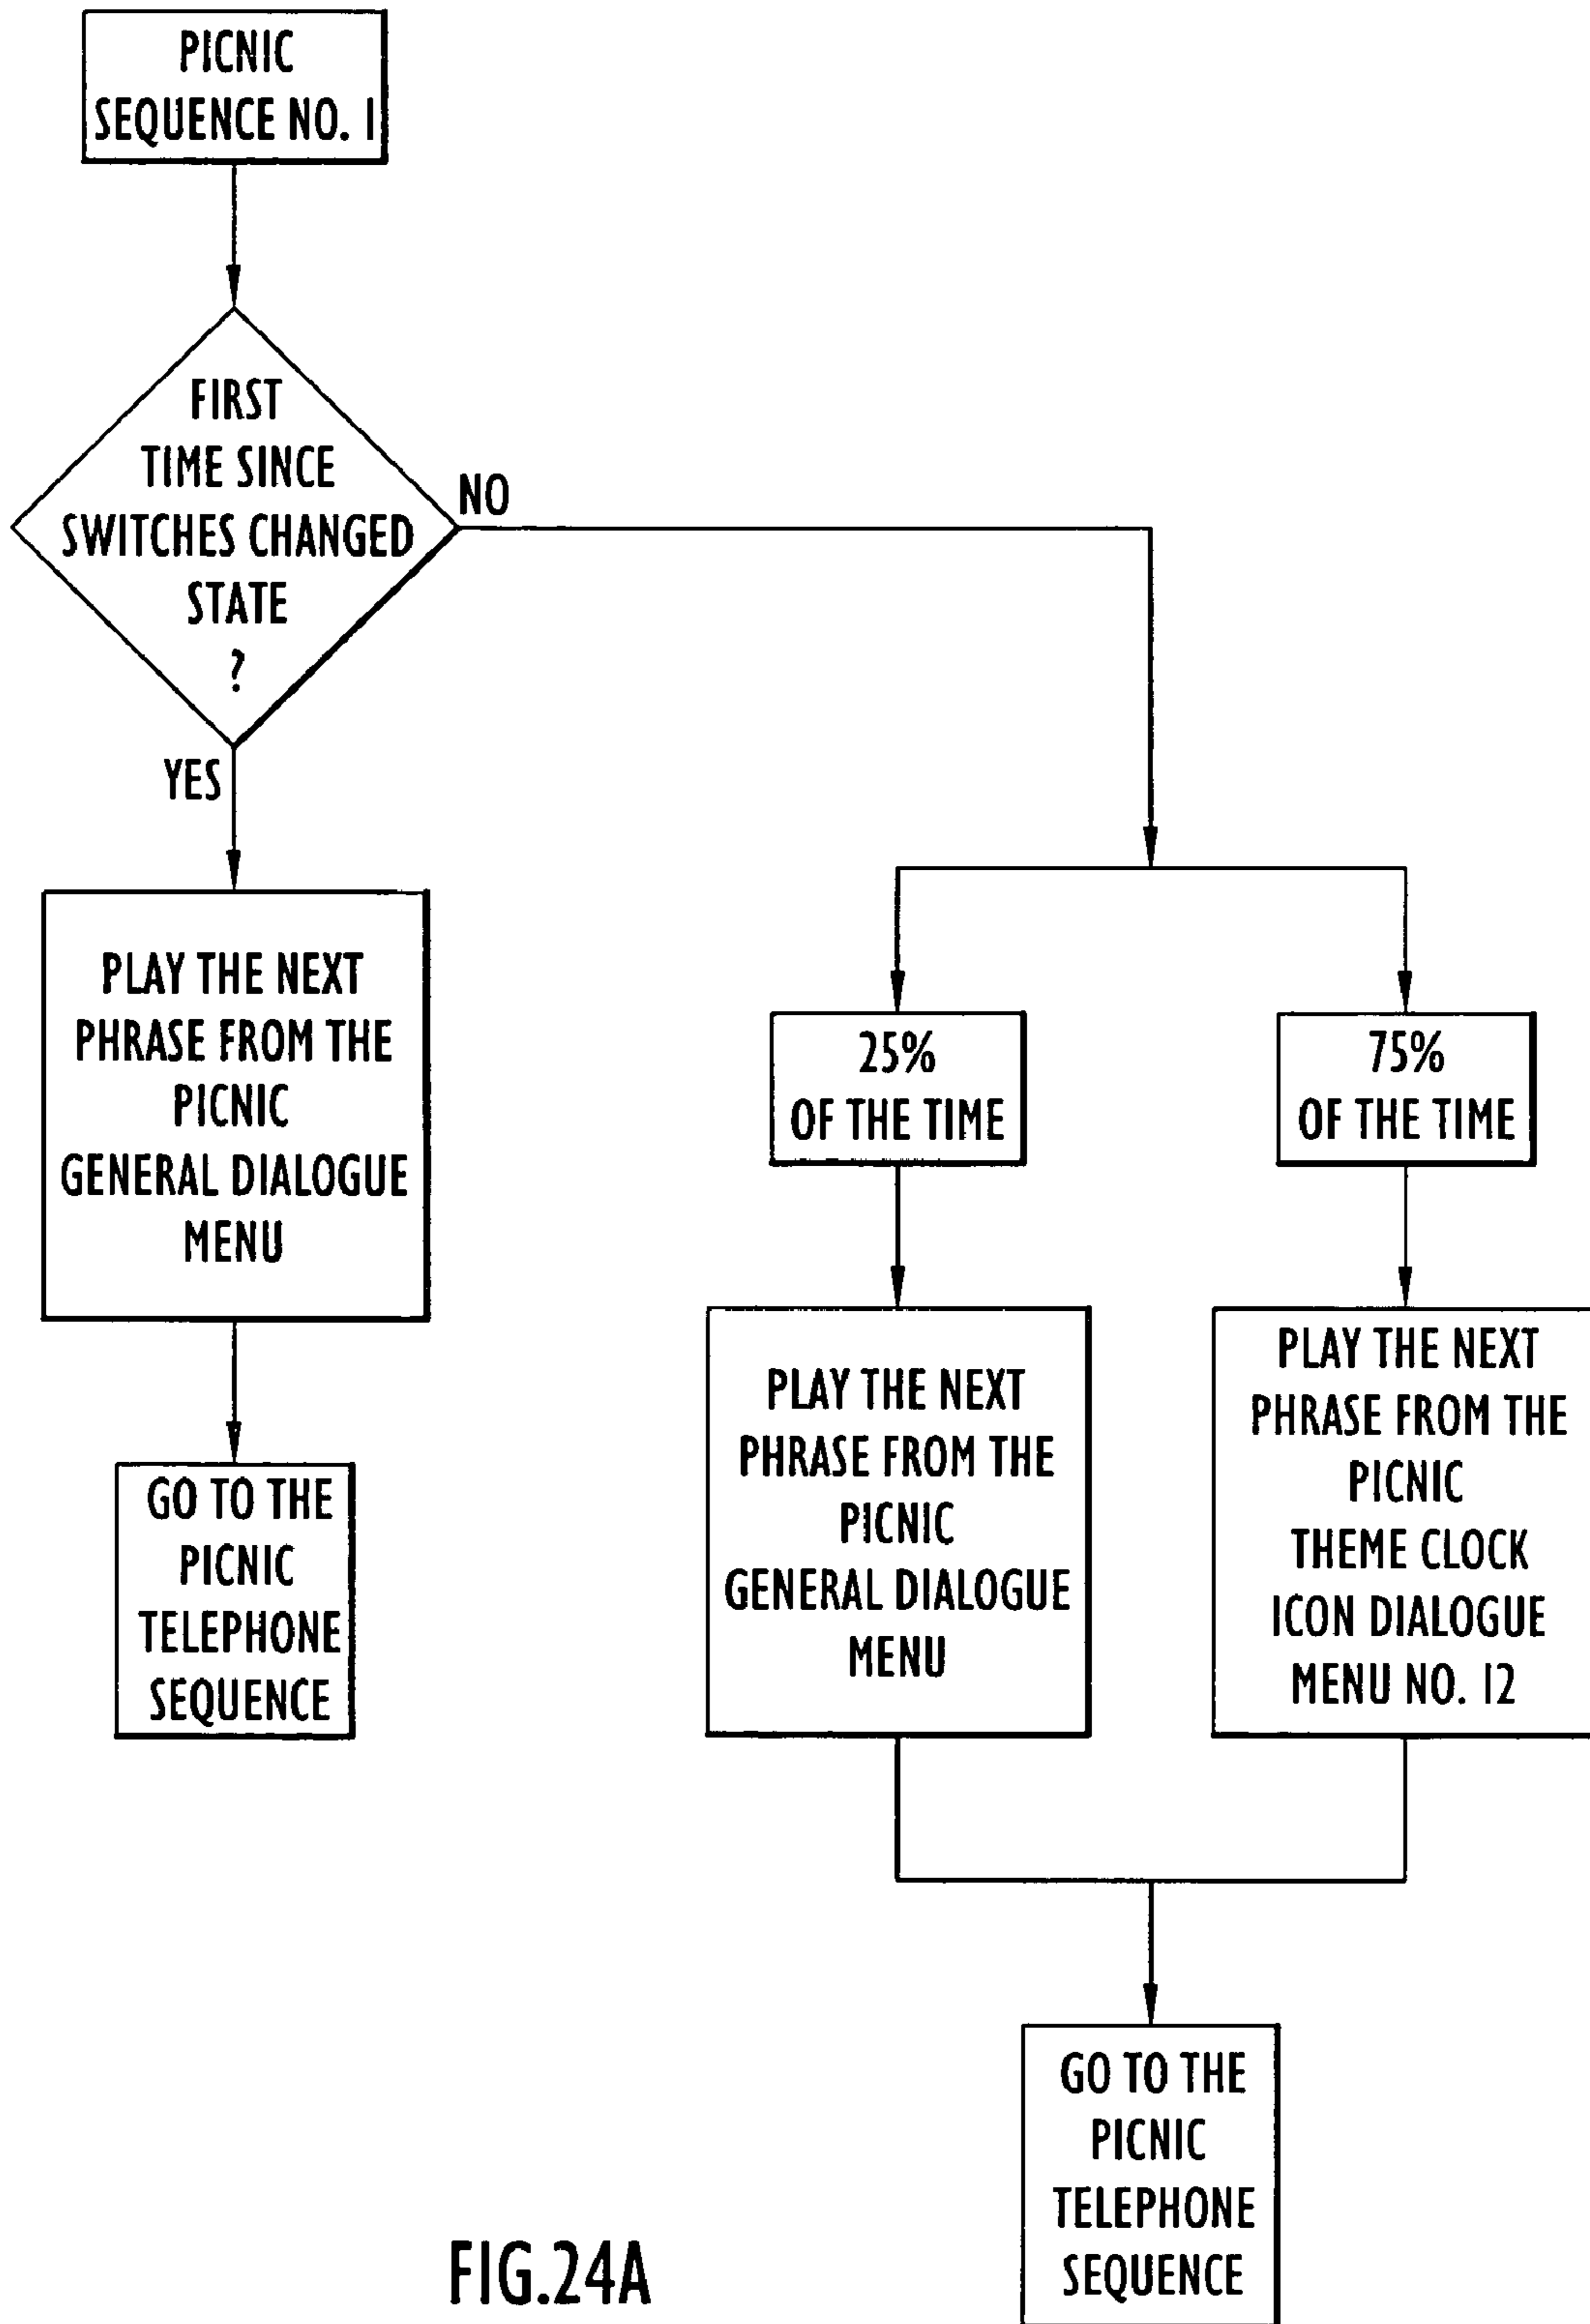 PICNIC
SEQUENCE NO. 1
FIRST
TIME SINCE
SWITCHES CHANGED
STATE
?
NO
YES
PLAY THE NEXT
PHRASE FROM THE
PICNIC
GENERAL DIALOGUE
MENU
GO TO THE
PICNIC
TELEPHONE
SEQUENCE
25%
OF THE TIME
75%
OF THE TIME
PLAY THE NEXT
PHRASE FROM THE
PICNIC
GENERAL DIALOGUE
MENU
PLAY THE NEXT
PHRASE FROM THE
PICNIC
THEME CLOCK
ICON DIALOGUE
MENU NO. 12
GO TO THE
PICNIC
TELEPHONE
SEQUENCE
FIG.24A